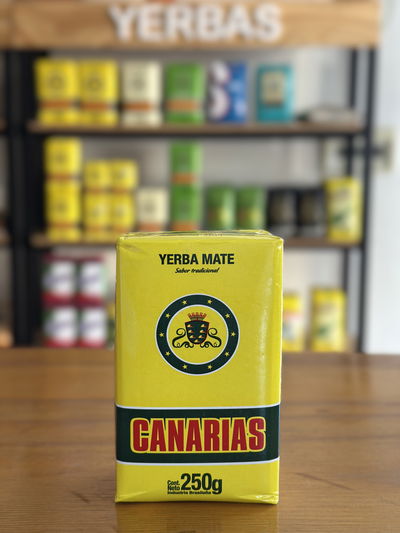 YERBAS
YERBA MATE
Sabor tradicional
CANARIAS
Cont.
Neto 250g
Industria Brasileña